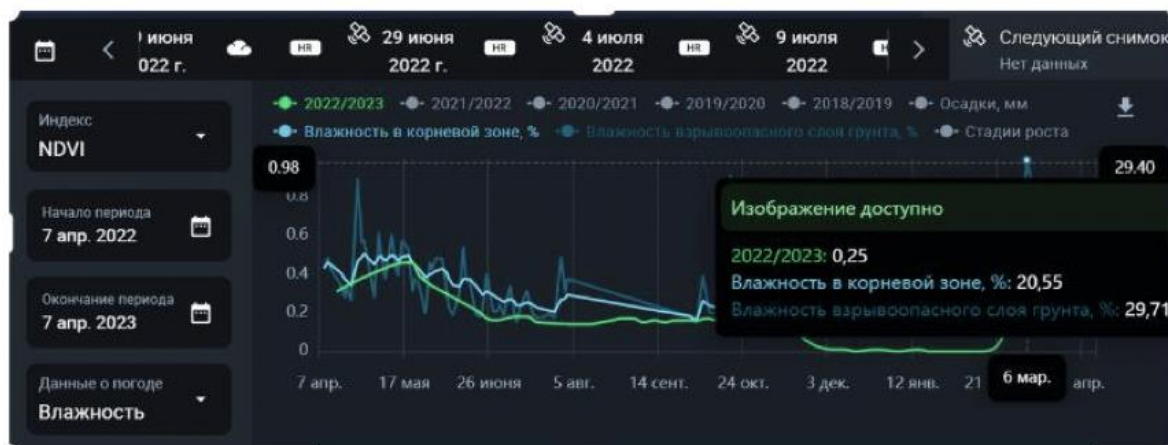 июня 29 июня 4 июля 9 июля Следующий снимок
HR HR HR
022 г. 2022 г. 2022 2022 Нет данных
2022/2023 2021/2022 2020/2021 2019/2020 2018/2019 Осадки, мм
Индекс
Влажность в корневой зоне, % Влажность взрывоопасного слоя грунта, % Стадии роста
NDVI
0.98 29.40
0.8
Изображение доступно
Начало периода
7 апр. 2022
0.6
2022/2023: 0,25
0.4
Влажность в корневой зоне, %: 20,55
Окончание периода
7 апр. 2023
0.2
Влажность взрывоопасного слоя грунта, %: 29,71
0
Данные о погоде
Влажность
7 апр. 17 мая 26 июня 5 авг. 14 сент. 24 окт. 3 дек. 12 янв. 21 6 мар. апр.